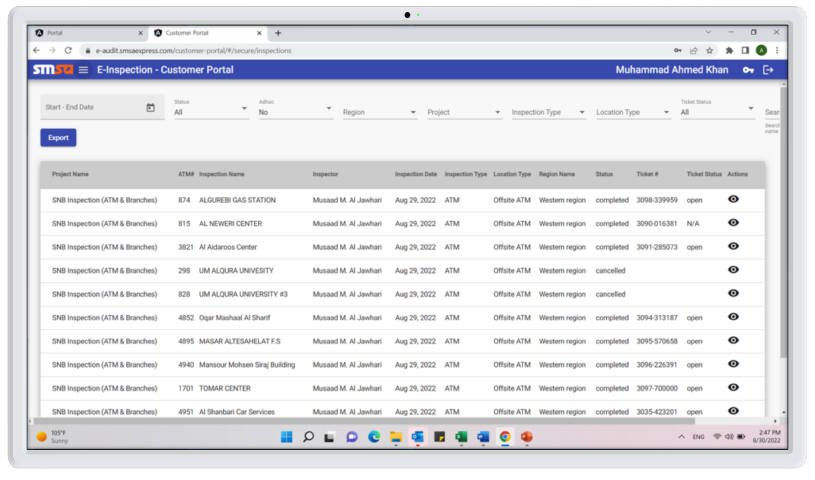 Portal
Customer Portal
e-audit.smsaexpress.com/customer-portal/#/secure/inspections
smsa E-Inspection - Customer Portal Muhammad Ahmed Khan
Start - End Date
Status All
Adhoc No
Region
Project
Inspection Type
Location Type
Ticket Status All
Sear
Search
name
Export
Project Name ATM# Inspection Name Inspector Inspection Date Inspection Type Location Type Region Name Status Ticket # Ticket Status Actions
SNB Inspection (ATM & Branches) 874 ALGUREBI GAS STATION Musaad M. Al Jawhari Aug 29, 2022 ATM Offsite ATM Western region completed 3098-339959 open
SNB Inspection (ATM & Branches) 815 AL NEWERI CENTER Musaad M. Al Jawhari Aug 29, 2022 ATM Offsite ATM Western region completed 3090-016381 N/A
SNB Inspection (ATM & Branches) 3821 Al Aidaroos Center Musaad M. Al Jawhari Aug 29, 2022 ATM Offsite ATM Western region completed 3091-285073 open
SNB Inspection (ATM & Branches) 298 UM ALQURA UNIVESITY Musaad M. Al Jawhari Aug 29, 2022 ATM Offsite ATM Western region cancelled
SNB Inspection (ATM & Branches) 828 UM ALQURA UNIVERSITY #3 Musaad M. Al Jawhari Aug 29, 2022 ATM Offsite ATM Western region cancelled
SNB Inspection (ATM & Branches) 4852 Oqar Mashaal Al Sharif Musaad M. Al Jawhari Aug 29, 2022 ATM Offsite ATM Western region completed 3094-313187 open
SNB Inspection (ATM & Branches) 4895 MASAR ALTESAHELAT F.S Musaad M. Al Jawhari Aug 29, 2022 ATM Offsite ATM Western region completed 3095-570658 open
SNB Inspection (ATM & Branches) 4940 Mansour Mohsen Siraj Building Musaad M. Al Jawhari Aug 29, 2022 ATM Offsite ATM Western region completed 3096-226391 open
SNB Inspection (ATM & Branches) 1701 TOMAR CENTER Musaad M. Al Jawhari Aug 29, 2022 ATM Offsite ATM Western region completed 3097-700000 open
SNB Inspection (ATM & Branches) 4951 Al Shanbari Car Services Musaad M. Al Jawhari Aug 29, 2022 ATM Offsite ATM Western region completed 3035-423201 open
105°F
Sunny
ENG
2:47 PM
8/30/2022